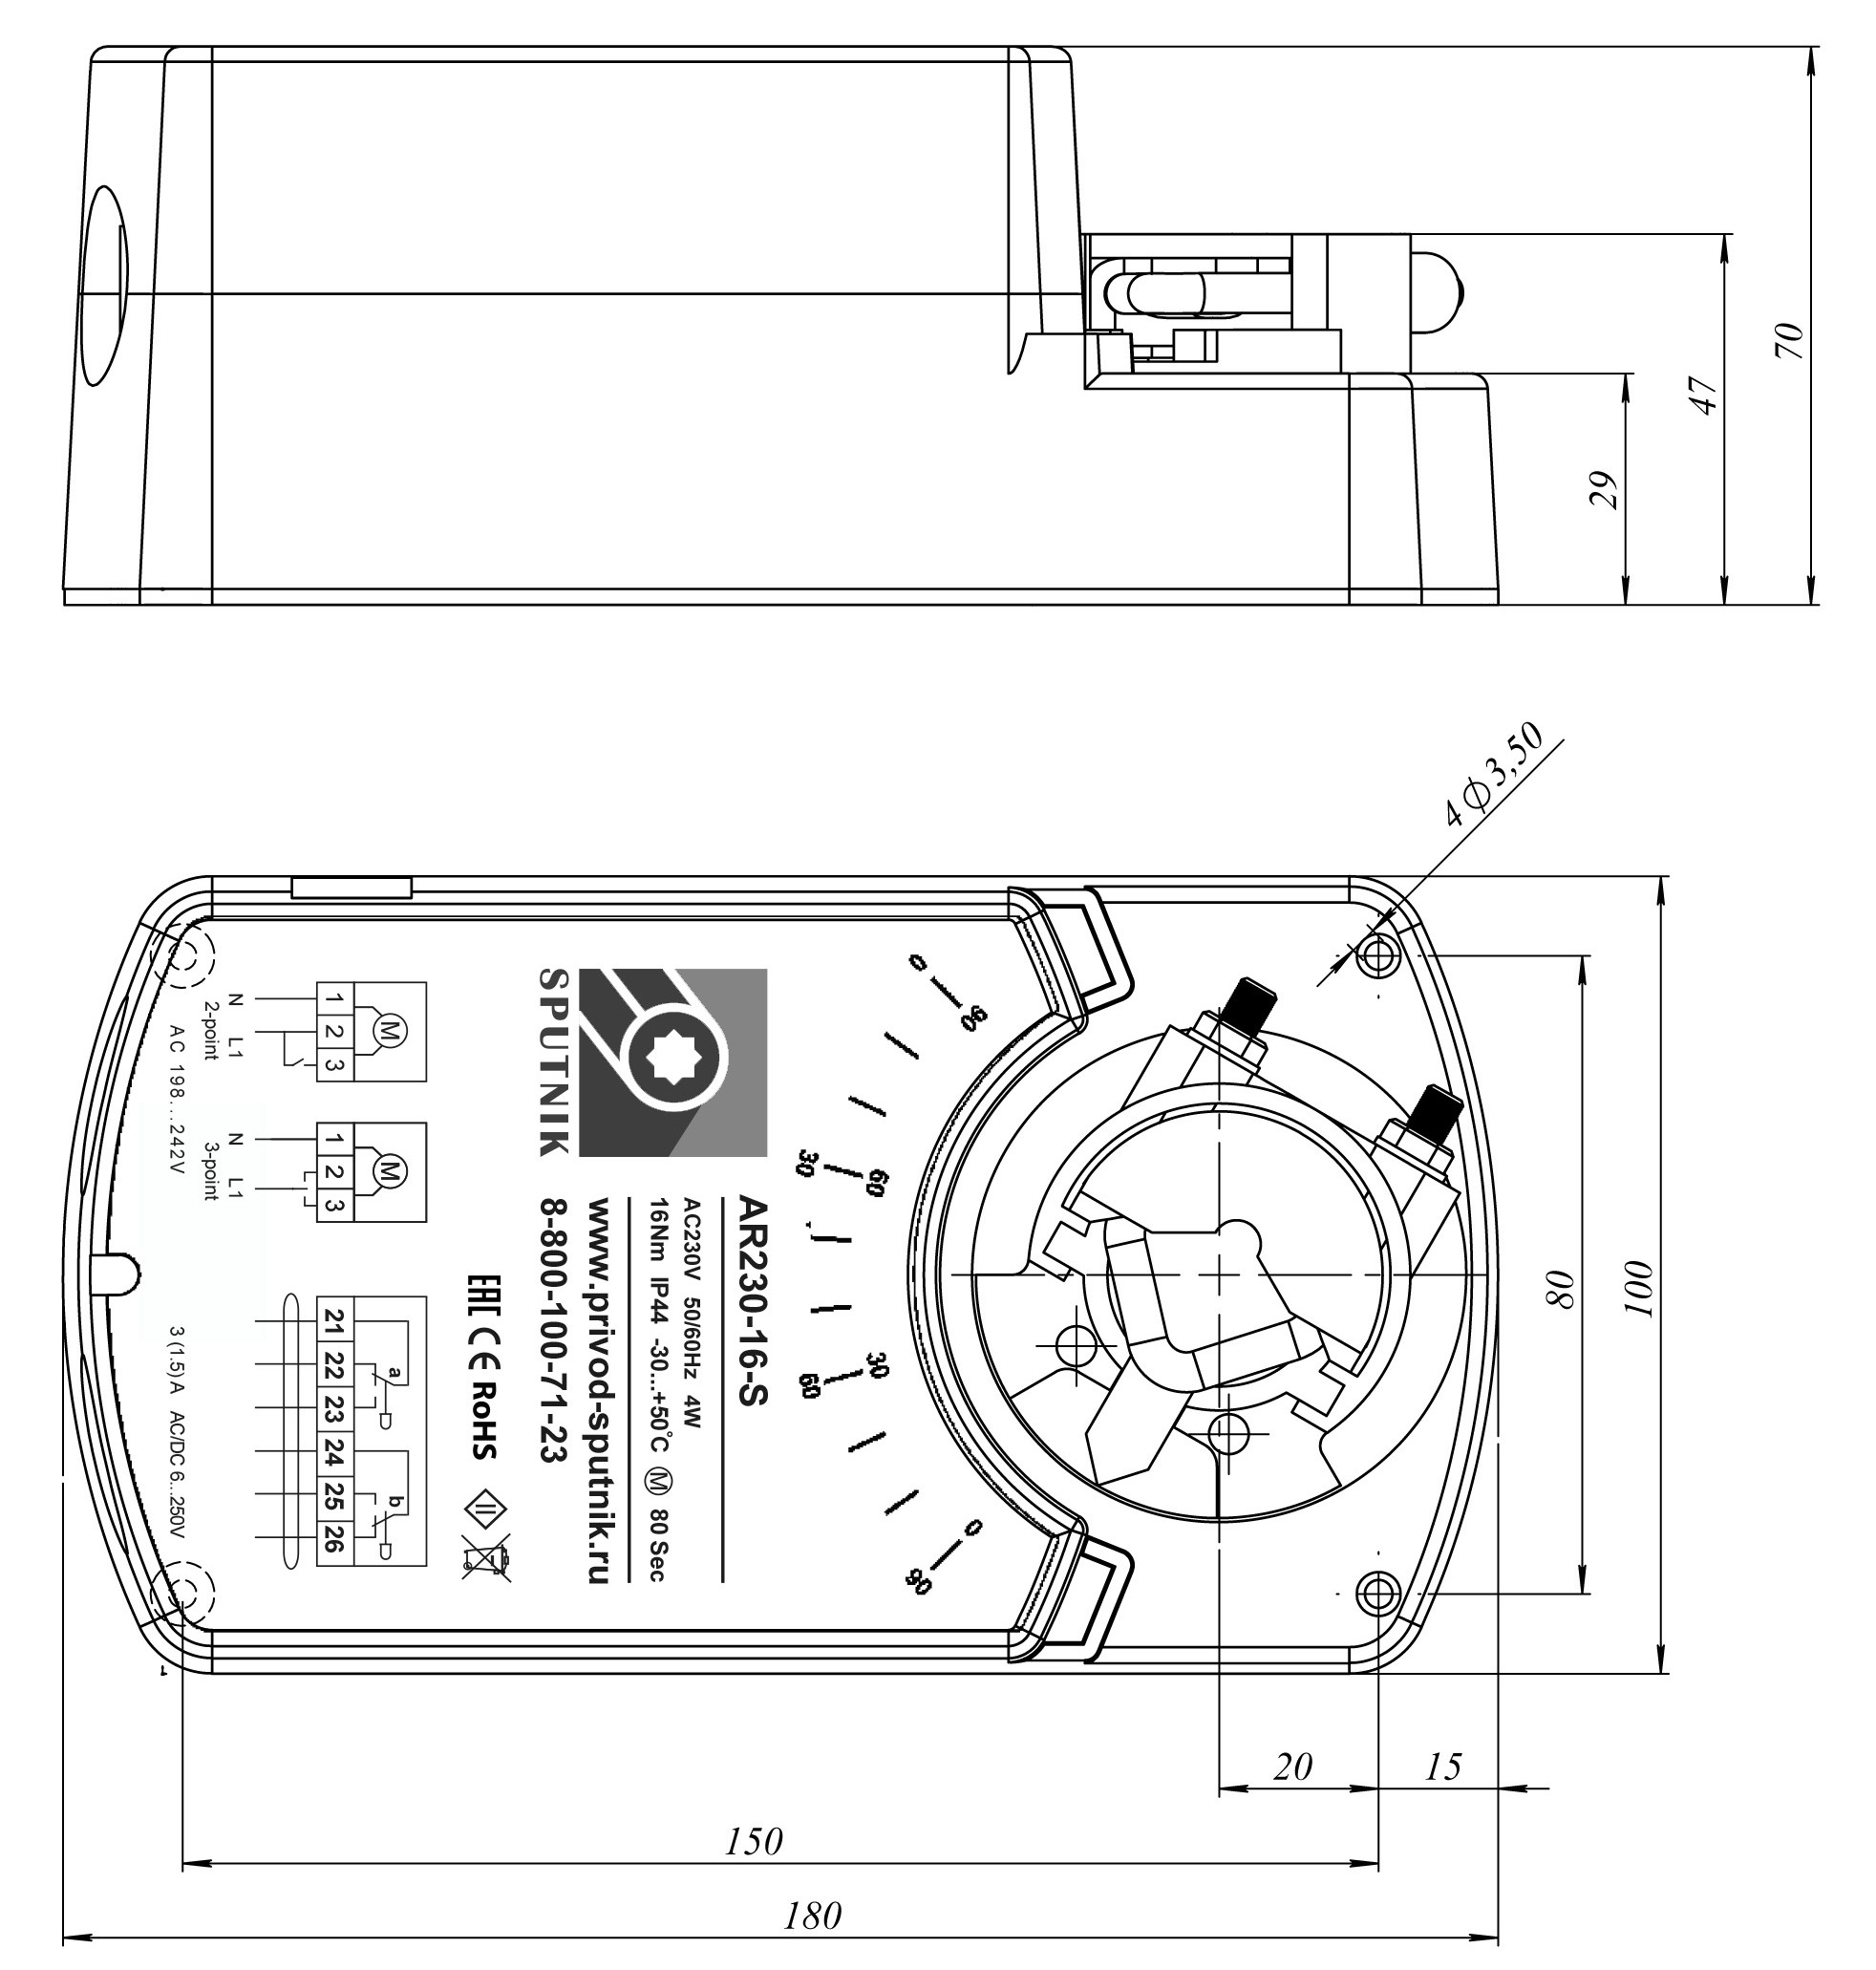 70
47
29
4 ⌀3,50
SPUTNIK
AR230-16-S
AC230V 50/60Hz 4W
16Nm IP44 -30...+50°C Ⓜ 80 Sec
www.privod-sputnik.ru
8-800-100-71-23
EAC CE RoHS
1
2
3
M
N
L1
2-point
1
2
3
M
N
L1
3-point
AC 198...242V
21
22
23
24
25
26
a
b
3 (1.5) A AC/DC 6...250V
0
90
30
60
60
30
90
0
80
100
20
15
150
180